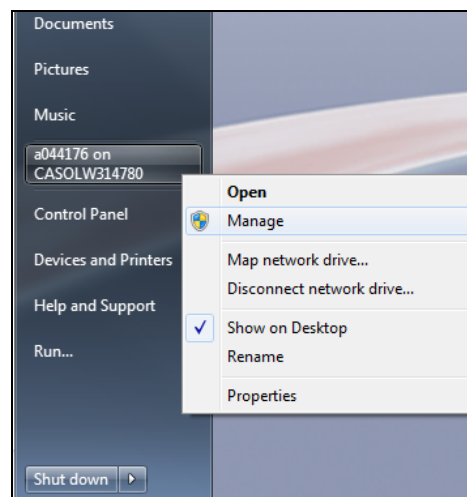 Documents
Pictures
Music
a044176 on
CASOLW314780
Control Panel
Devices and Printers
Help and Support
Run...
Shut down
Open
Manage
Map network drive...
Disconnect network drive...
Show on Desktop
Rename
Properties